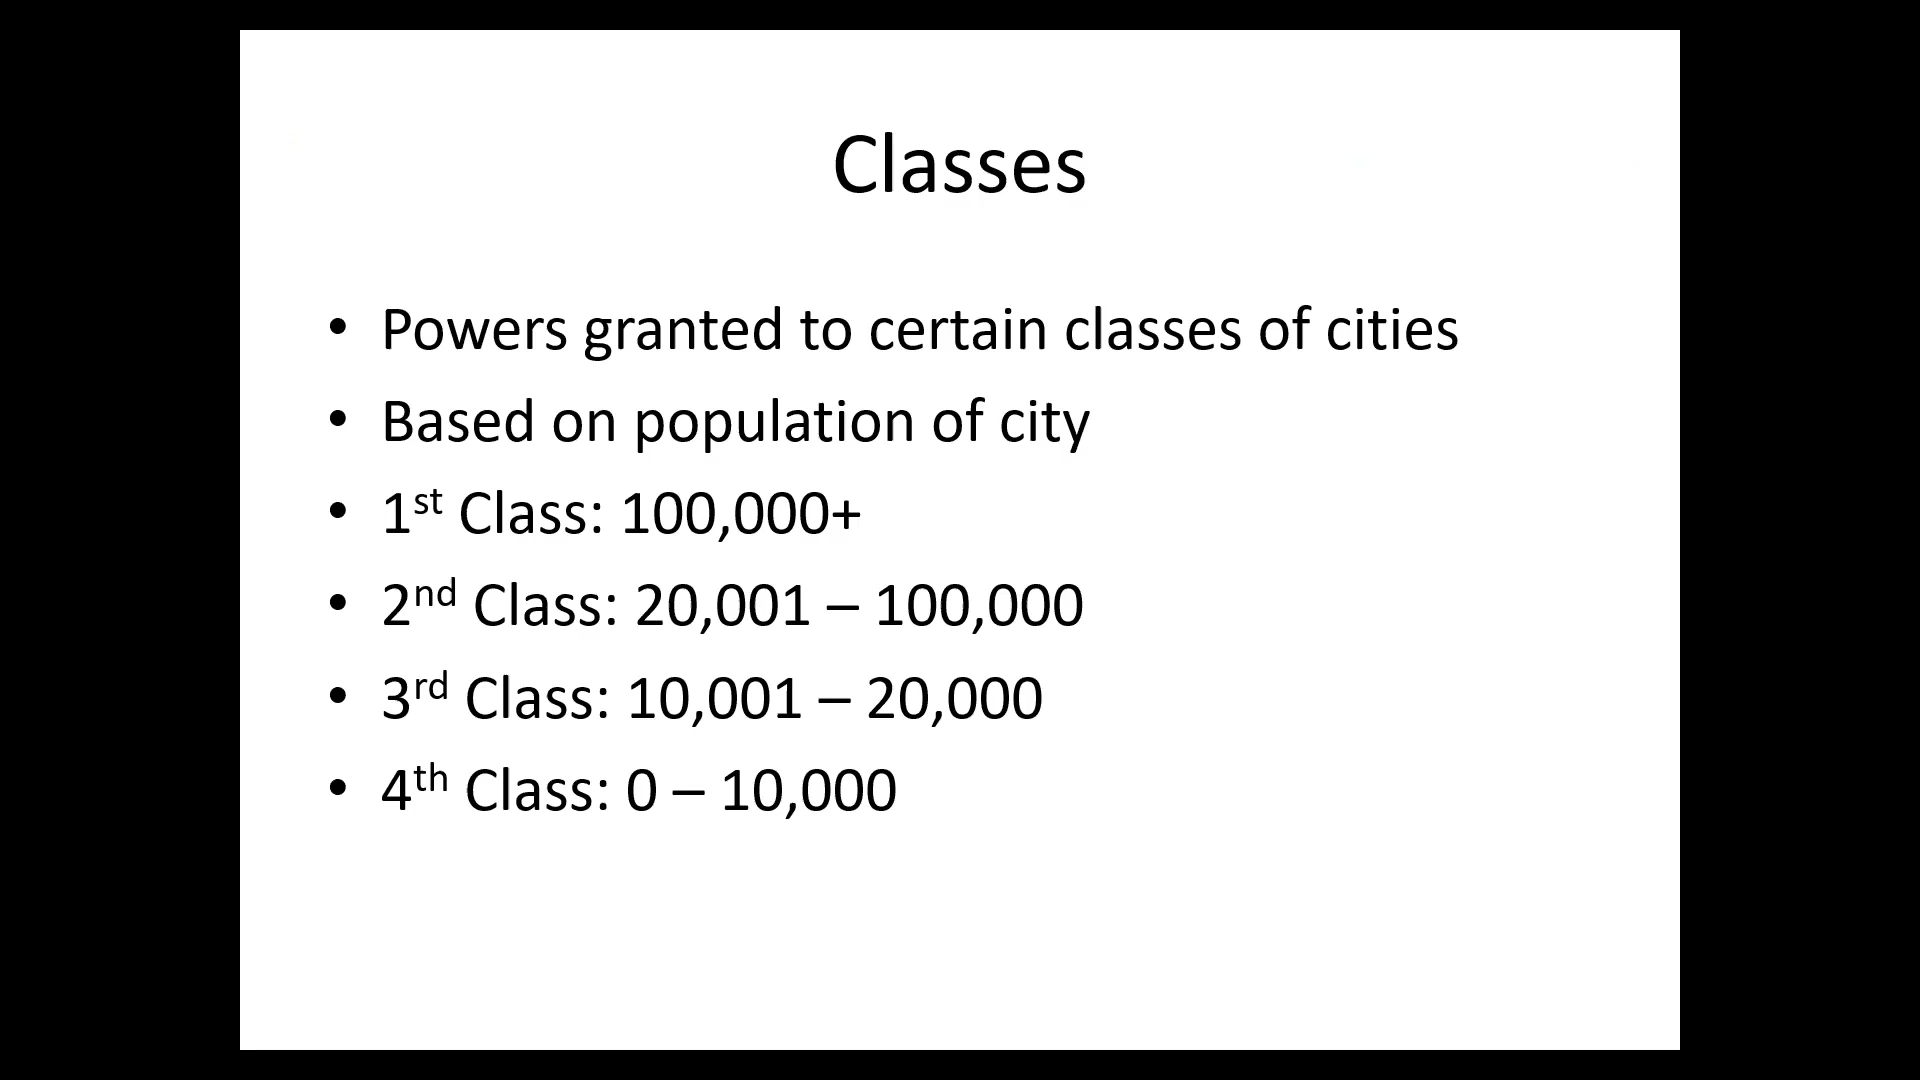 Classes
• Powers granted to certain classes of cities
• Based on population of city
• 1st Class: 100,000+
• 2nd Class: 20,001 – 100,000
• 3rd Class: 10,001 – 20,000
• 4th Class: 0 – 10,000